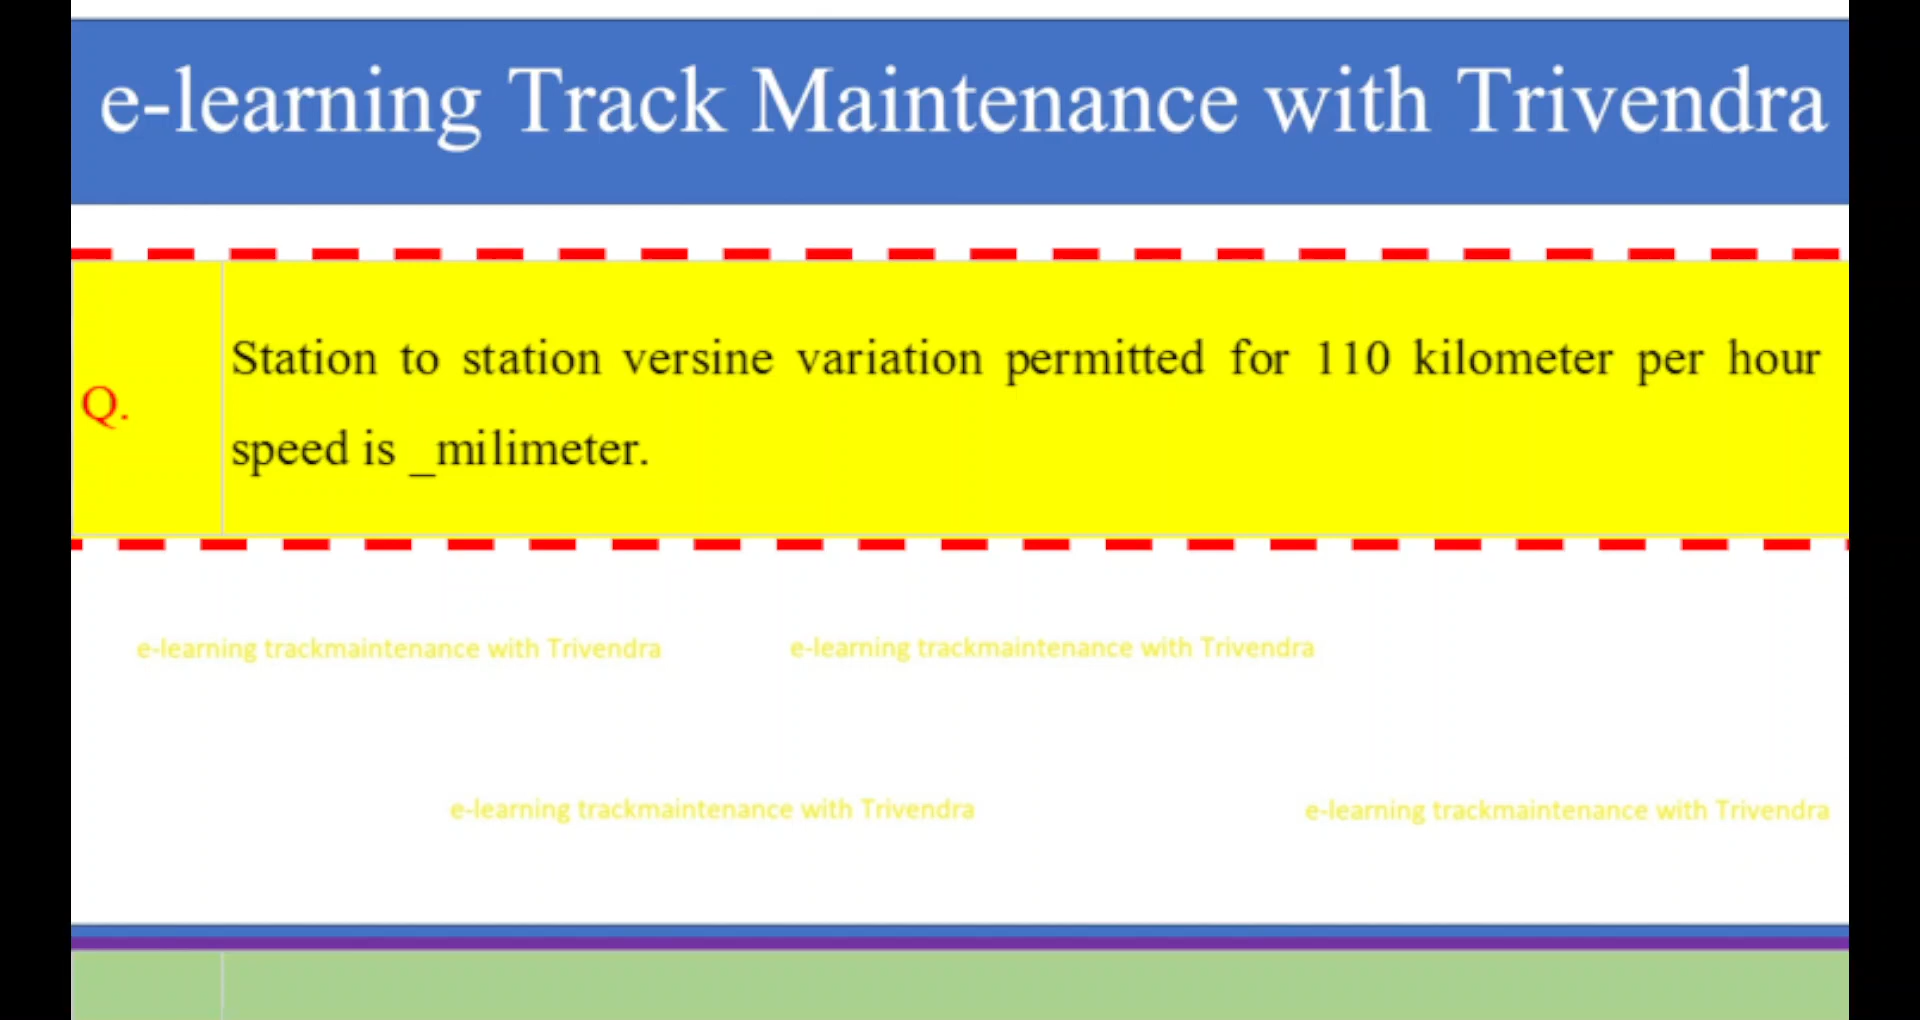 e-learning Track Maintenance with Trivendra
Station to station versine variation permitted for 110 kilometer per hour
Q.
speed is _milimeter.
e-learning trackmaintenance with Trivendra
e-learning trackmaintenance with Trivendra
e-learning trackmaintenance with Trivendra
e-learning trackmaintenance with Trivendra